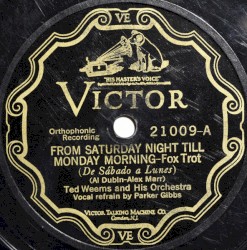 VE
"HIS MASTER'S VOICE"
VICTOR
Orthophonic
Recording
21009-A
FROM SATURDAY NIGHT TILL
MONDAY MORNING-Fox Trot
(De Sábado a Lunes)
(Al Dubin-Alex Marr)
Ted Weems and His Orchestra
Vocal refrain by Parker Gibbs
VICTOR TALKING MACHINE CO.
Camden, N.J.
VE